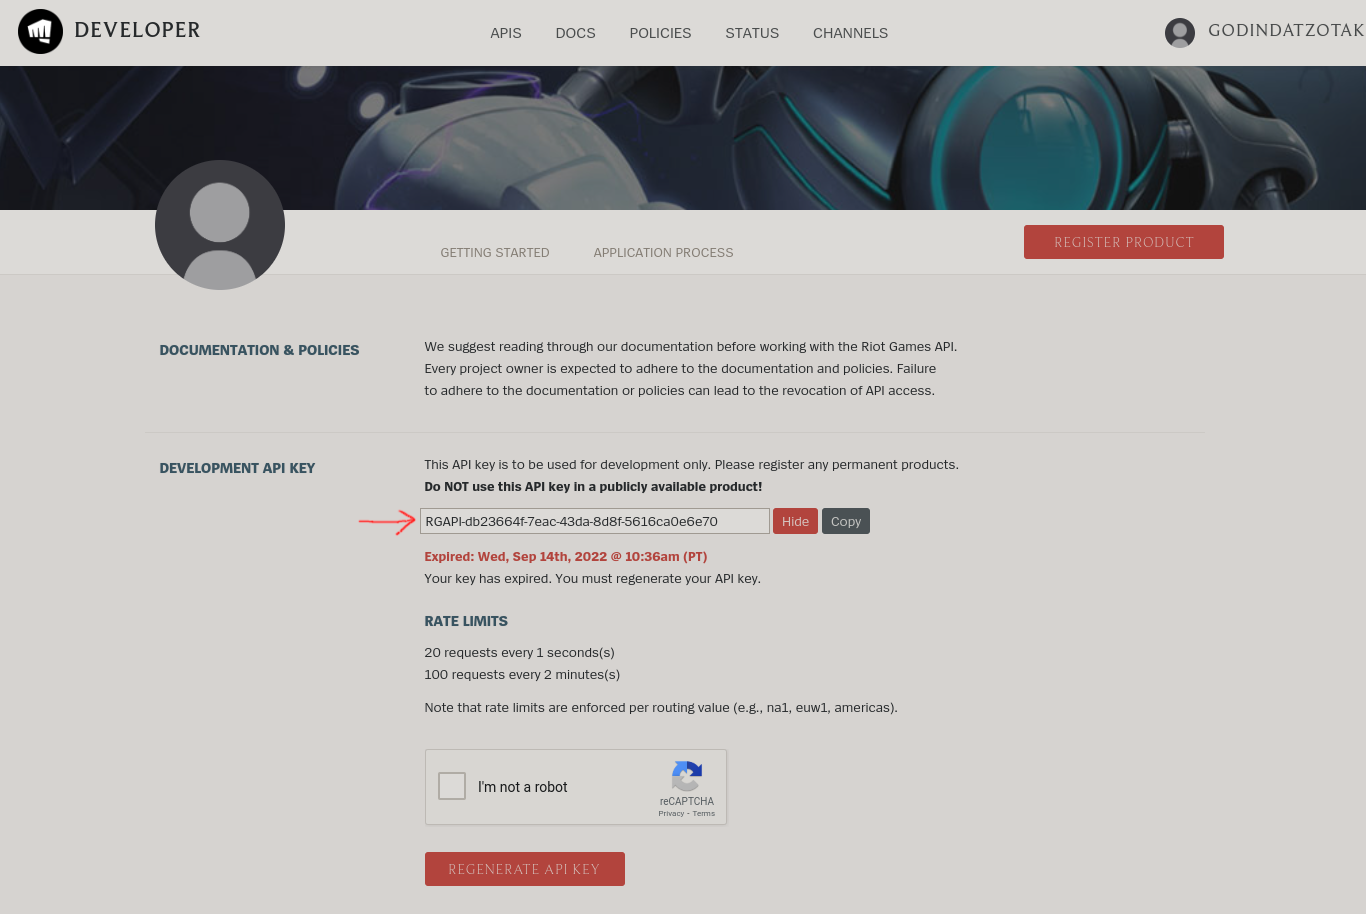 DEVELOPER
APIS DOCS POLICIES STATUS CHANNELS
GODINDATZOTAK
GETTING STARTED APPLICATION PROCESS
REGISTER PRODUCT
DOCUMENTATION & POLICIES
We suggest reading through our documentation before working with the Riot Games API.
Every project owner is expected to adhere to the documentation and policies. Failure
to adhere to the documentation or policies can lead to the revocation of API access.
DEVELOPMENT API KEY
This API key is to be used for development only. Please register any permanent products.
Do NOT use this API key in a publicly available product!
RGAPI-db23664f-7eac-43da-8d8f-5616ca0e6e70 Hide Copy
Expired: Wed, Sep 14th, 2022 @ 10:36am (PT)
Your key has expired. You must regenerate your API key.
RATE LIMITS
20 requests every 1 seconds(s)
100 requests every 2 minutes(s)
Note that rate limits are enforced per routing value (e.g., na1, euw1, americas).
I'm not a robot
reCAPTCHA
Privacy - Terms
REGENERATE API KEY